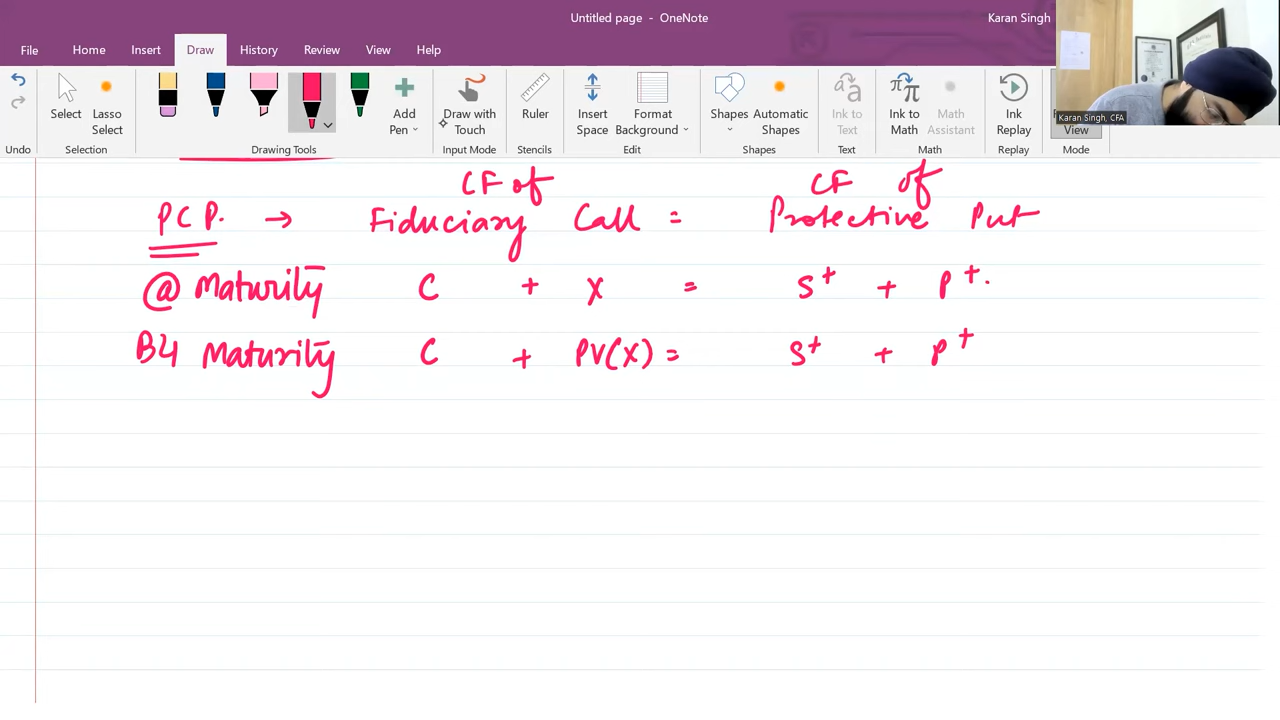 Untitled page - OneNote
Karan Singh
File Home Insert Draw History Review View Help
Select
Lasso Select
Add Pen
Draw with Touch
Ruler
Insert Space
Format Background
Shapes
Automatic Shapes
Ink to Text
Ink to Math
Math Assistant
Ink Replay
View
Karan Singh, CFA
Undo Selection Drawing Tools Input Mode Stencils Edit Shapes Text Math Replay Mode
CF of CF of
PCP. → Fiduciary Call = Protective Put
@ Maturity C + X = S+ + P+.
B4 Maturity C + PV(X) = S+ + P+